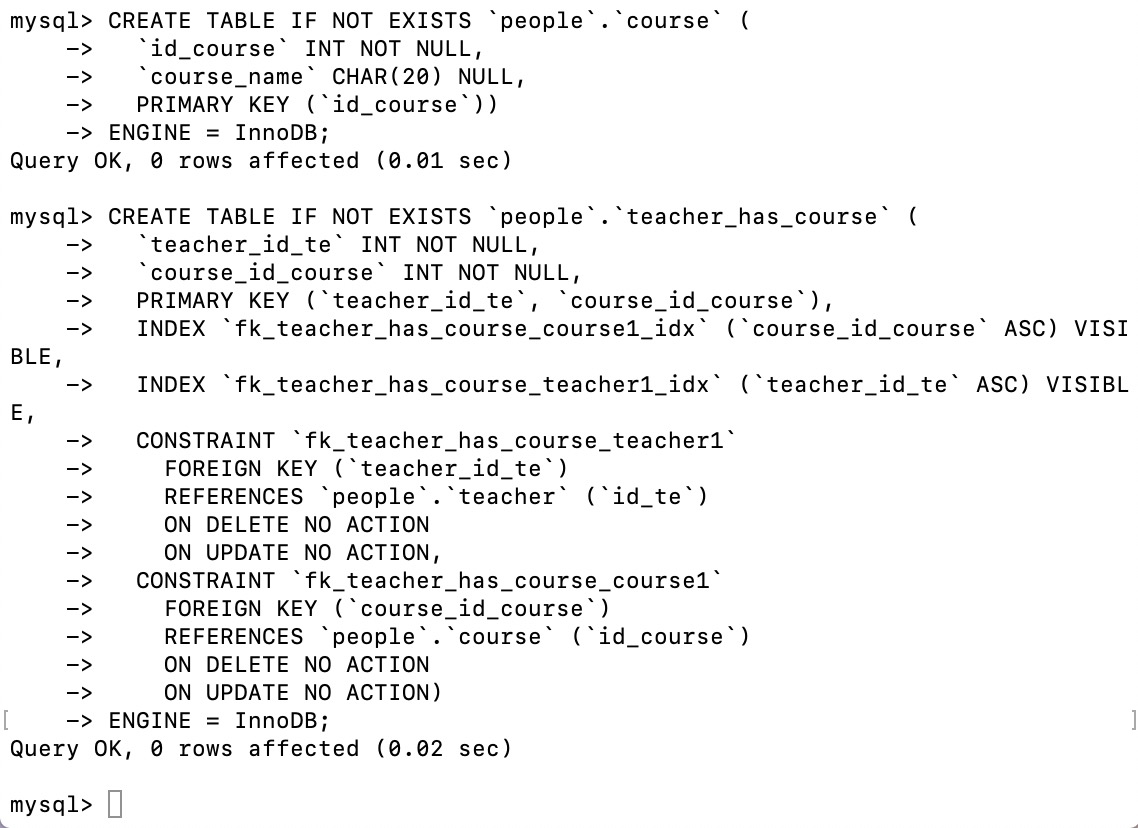 mysql> CREATE TABLE IF NOT EXISTS `people`.`course` (
    ->   `id_course` INT NOT NULL,
    ->   `course_name` CHAR(20) NULL,
    ->   PRIMARY KEY (`id_course`))
    -> ENGINE = InnoDB;
Query OK, 0 rows affected (0.01 sec)

mysql> CREATE TABLE IF NOT EXISTS `people`.`teacher_has_course` (
    ->   `teacher_id_te` INT NOT NULL,
    ->   `course_id_course` INT NOT NULL,
    ->   PRIMARY KEY (`teacher_id_te`, `course_id_course`),
    ->   INDEX `fk_teacher_has_course_course1_idx` (`course_id_course` ASC) VISI
BLE,
    ->   INDEX `fk_teacher_has_course_teacher1_idx` (`teacher_id_te` ASC) VISIBL
E,
    ->   CONSTRAINT `fk_teacher_has_course_teacher1`
    ->     FOREIGN KEY (`teacher_id_te`)
    ->     REFERENCES `people`.`teacher` (`id_te`)
    ->     ON DELETE NO ACTION
    ->     ON UPDATE NO ACTION,
    ->   CONSTRAINT `fk_teacher_has_course_course1`
    ->     FOREIGN KEY (`course_id_course`)
    ->     REFERENCES `people`.`course` (`id_course`)
    ->     ON DELETE NO ACTION
    ->     ON UPDATE NO ACTION)
[    -> ENGINE = InnoDB; ]
Query OK, 0 rows affected (0.02 sec)

mysql>